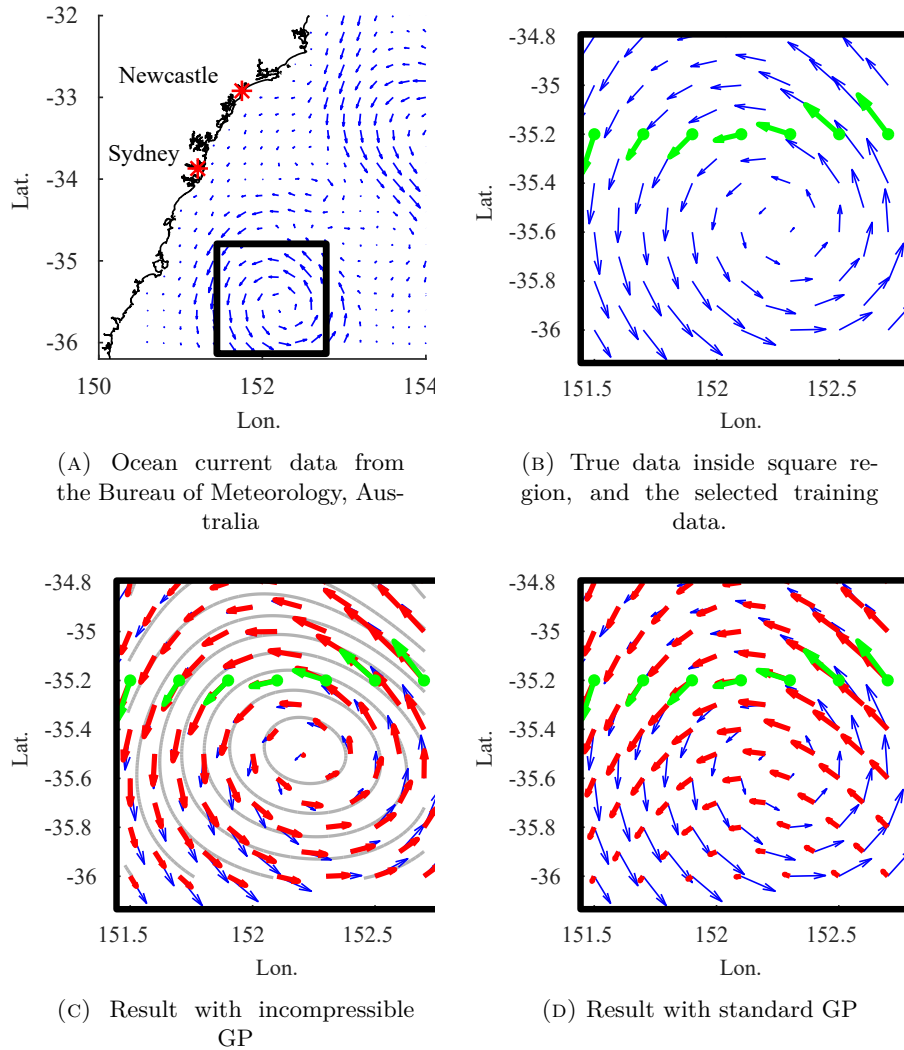 -32
Newcastle
-33
Sydney
Lat.
-34
-35
-36
150
152
154
Lon.
(A) Ocean current data from
the Bureau of Meteorology, Aus-
tralia
-34.8
-35
-35.2
-35.4
Lat.
-35.6
-35.8
-36
151.5
152
152.5
Lon.
(B) True data inside square re-
gion, and the selected training
data.
-34.8
-35
-35.2
-35.4
Lat.
-35.6
-35.8
-36
151.5
152
152.5
Lon.
(C) Result with incompressible
GP
-34.8
-35
-35.2
-35.4
Lat.
-35.6
-35.8
-36
151.5
152
152.5
Lon.
(D) Result with standard GP